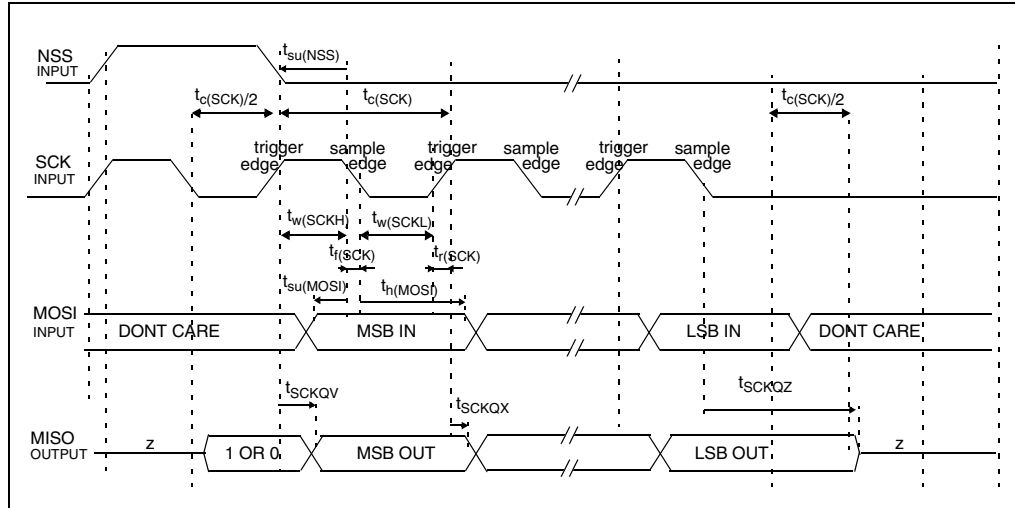 NSS
INPUT
tsu(NSS)
tc(SCK)/2
tc(SCK)
tc(SCK)/2
SCK
INPUT
trigger
edge
sample
edge
trigger
edge
sample
edge
trigger
edge
sample
edge
tw(SCKH)
tw(SCKL)
tf(SCK)
tr(SCK)
tsu(MOSI)
th(MOSI)
MOSI
INPUT
DONT CARE
MSB IN
LSB IN
DONT CARE
tSCKQV
tSCKQX
tSCKQZ
MISO
OUTPUT
z
1 OR 0
MSB OUT
LSB OUT
z